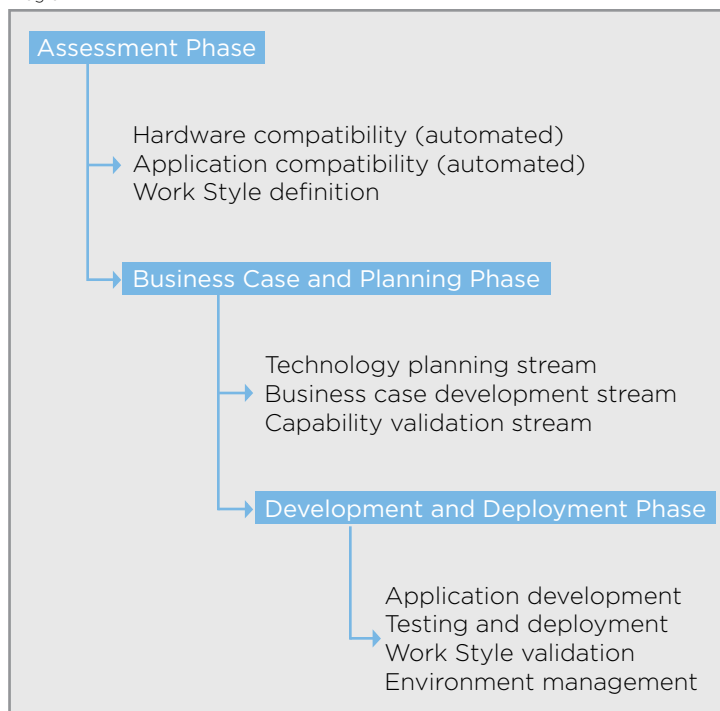 Assessment Phase
Hardware compatibility (automated)
Application compatibility (automated)
Work Style definition
Business Case and Planning Phase
Technology planning stream
Business case development stream
Capability validation stream
Development and Deployment Phase
Application development
Testing and deployment
Work Style validation
Environment management